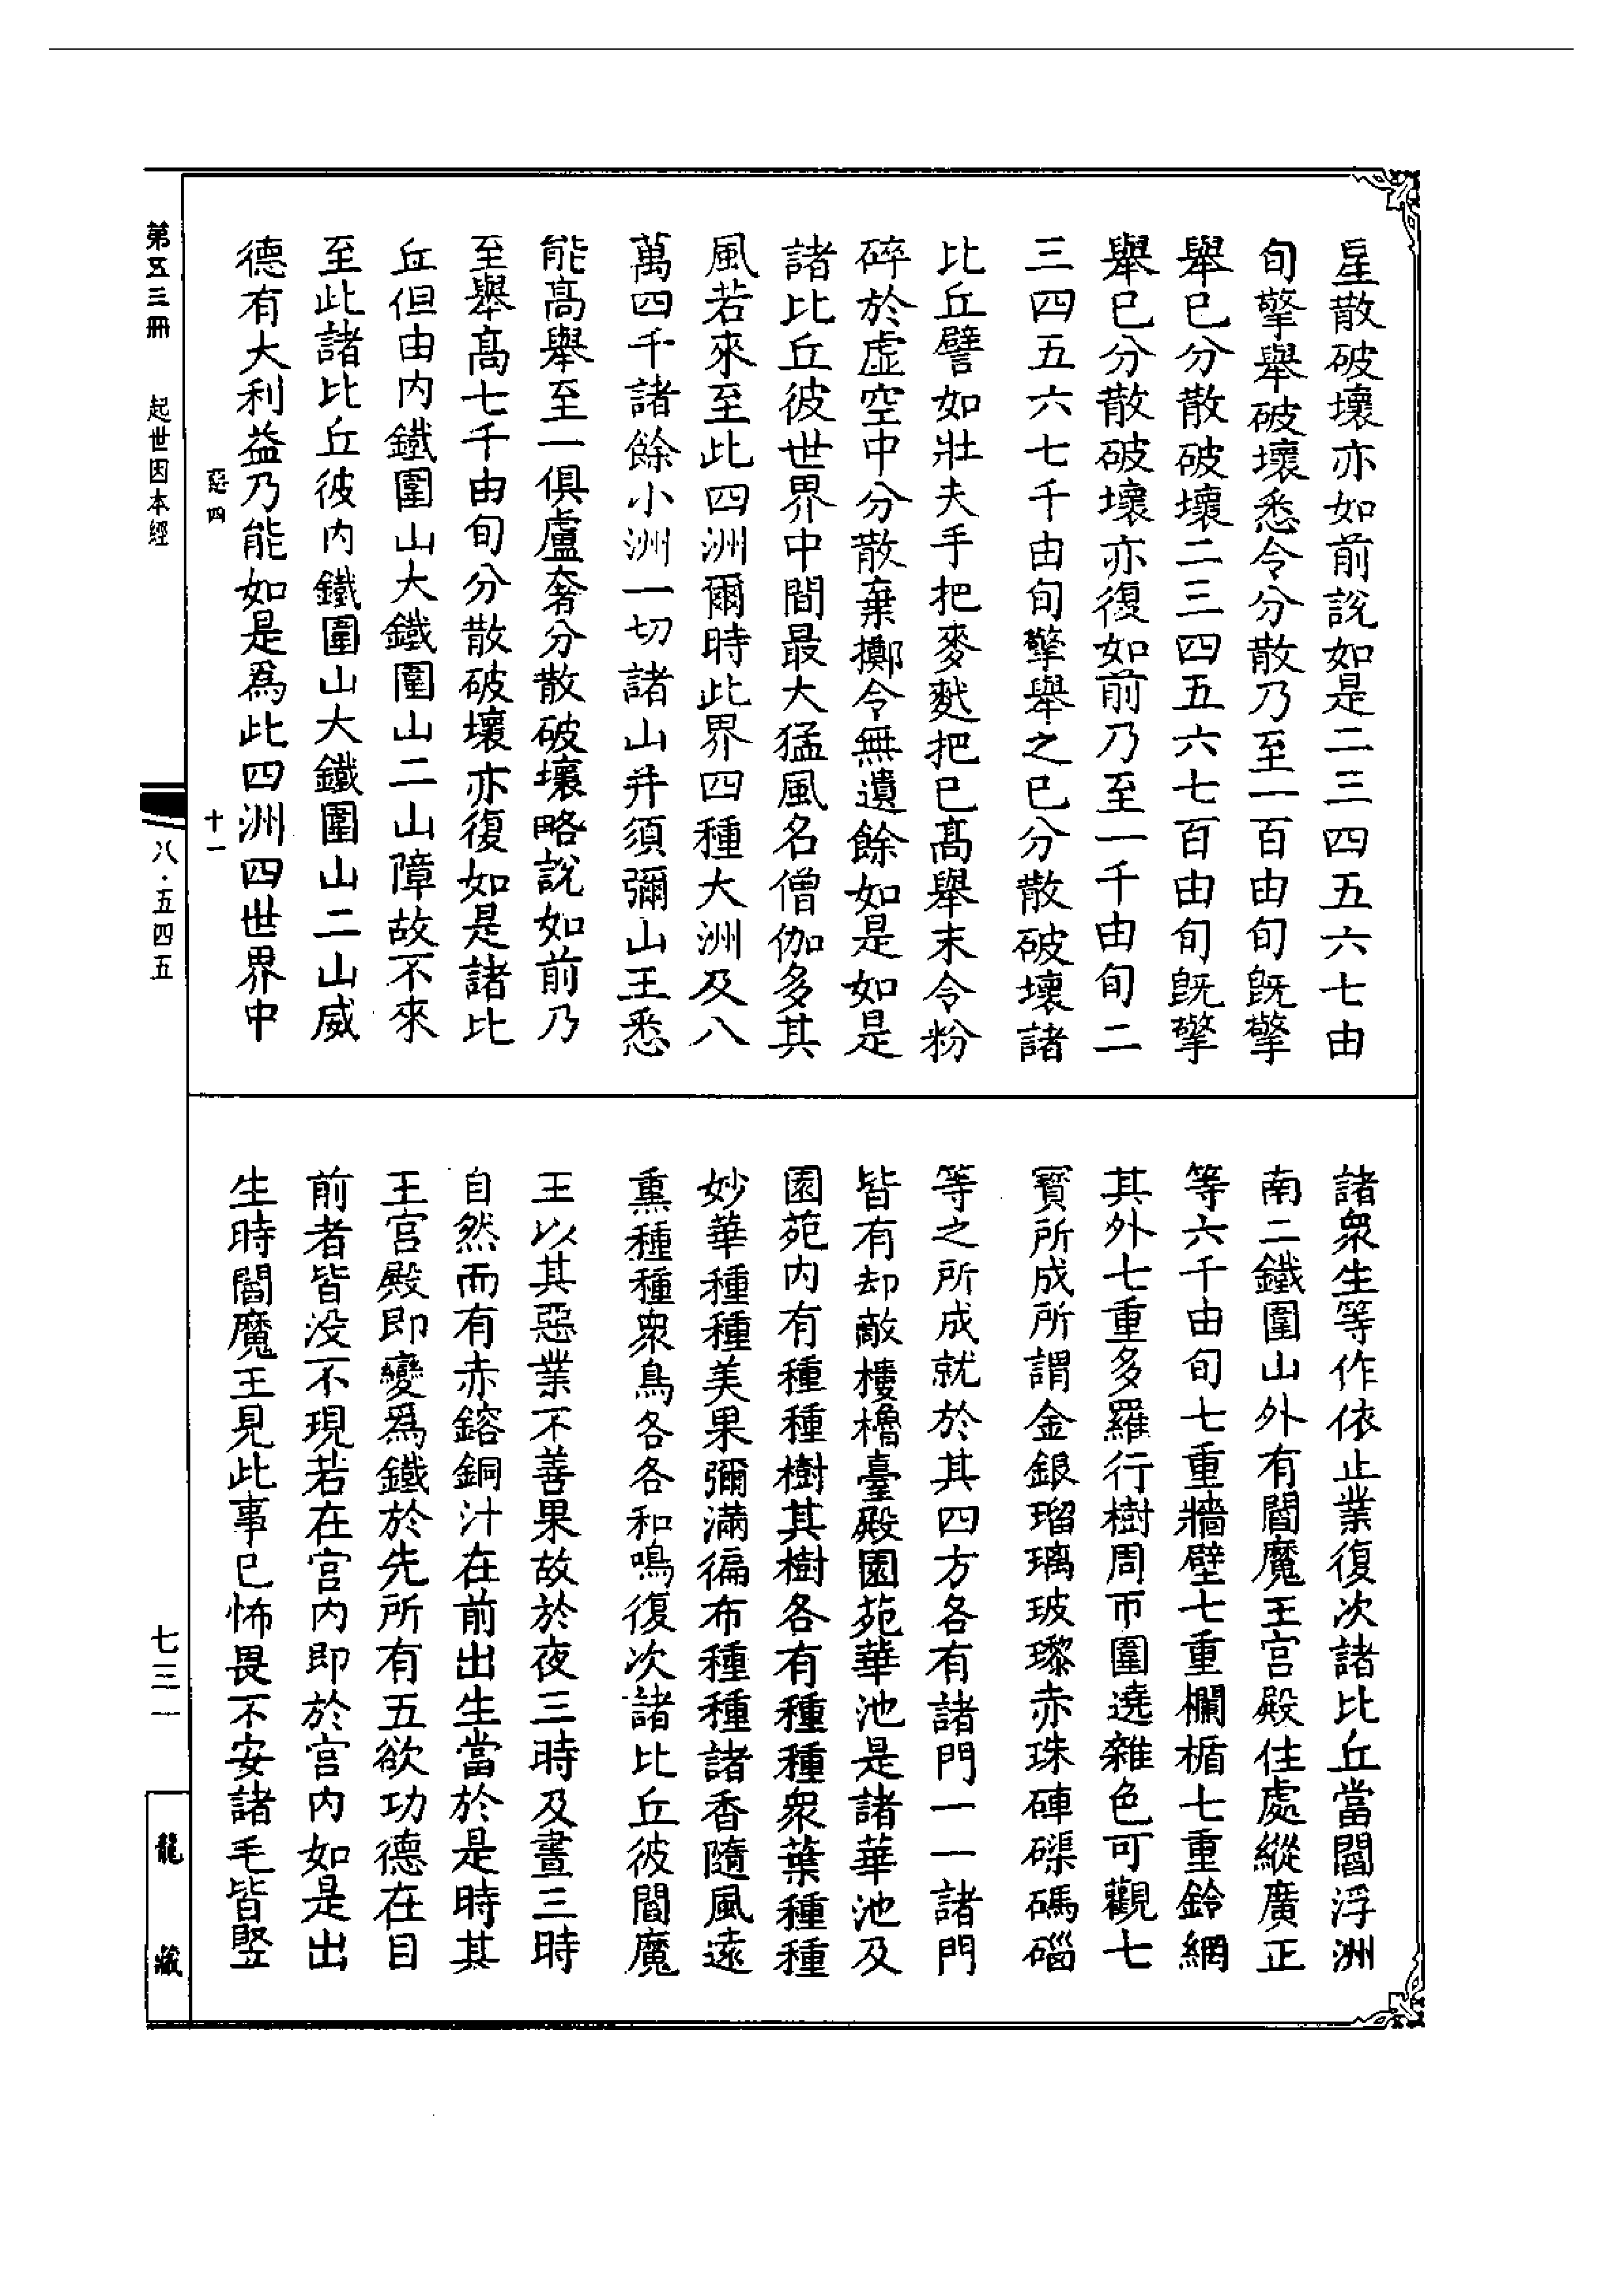 星散破壞亦如前說如是二三四五六七由
旬擎舉破壞悉令分散乃至一百由旬旣擎
舉已分散破壞二三四五六七百由旬旣擎
舉已分散破壞亦復如前乃至一千由旬二
三四五六七千由旬擎舉之已分散破壞諸
比丘譬如壯夫手把麥麨把已高舉末令粉
碎於虛空中分散棄擲令無遺餘如是如是
諸比丘彼世界中間最大猛風名僧伽多其
風若來至此四洲爾時此界四種大洲及八
萬四千諸餘小洲一切諸山并須彌山王悉
能高舉至一俱盧奢分散破壞略說如前乃
至舉高七千由旬分散破壞亦復如是諸比
丘但由內鐵圍山大鐵圍山二山障故不來
至此諸比丘彼內鐵圍山大鐵圍山二山威
德有大利益乃能如是爲此四洲四世界中
惡四
十一
諸衆生等作依止業復次諸比丘當閻浮洲
南二鐵圍山外有閻魔王宮殿住處縱廣正
等六千由旬七重牆壁七重欄楯七重鈴網
其外七重多羅行樹周帀圍遶雜色可觀七
寳所成所謂金銀瑠璃玻瓈赤珠硨磲碼碯
等之所成就於其四方各有諸門一一諸門
皆有却敵樓櫓臺殿園苑華池是諸華池及
園苑內有種種樹其樹各有種種衆葉種種
妙華種種美果彌滿徧布種種諸香隨風遠
熏種種衆鳥各各和鳴復次諸比丘彼閻魔
王以其惡業不善果故於夜三時及晝三時
自然而有赤鎔銅汁在前出生當於是時其
王宮殿即變爲鐵於先所有五欲功德在目
前者皆沒不現若在宮內即於宮內如是出
生時閻魔王見此事已怖畏不安諸毛皆竪
第五三冊
起世因本經
八·五四五
七三一
龍藏